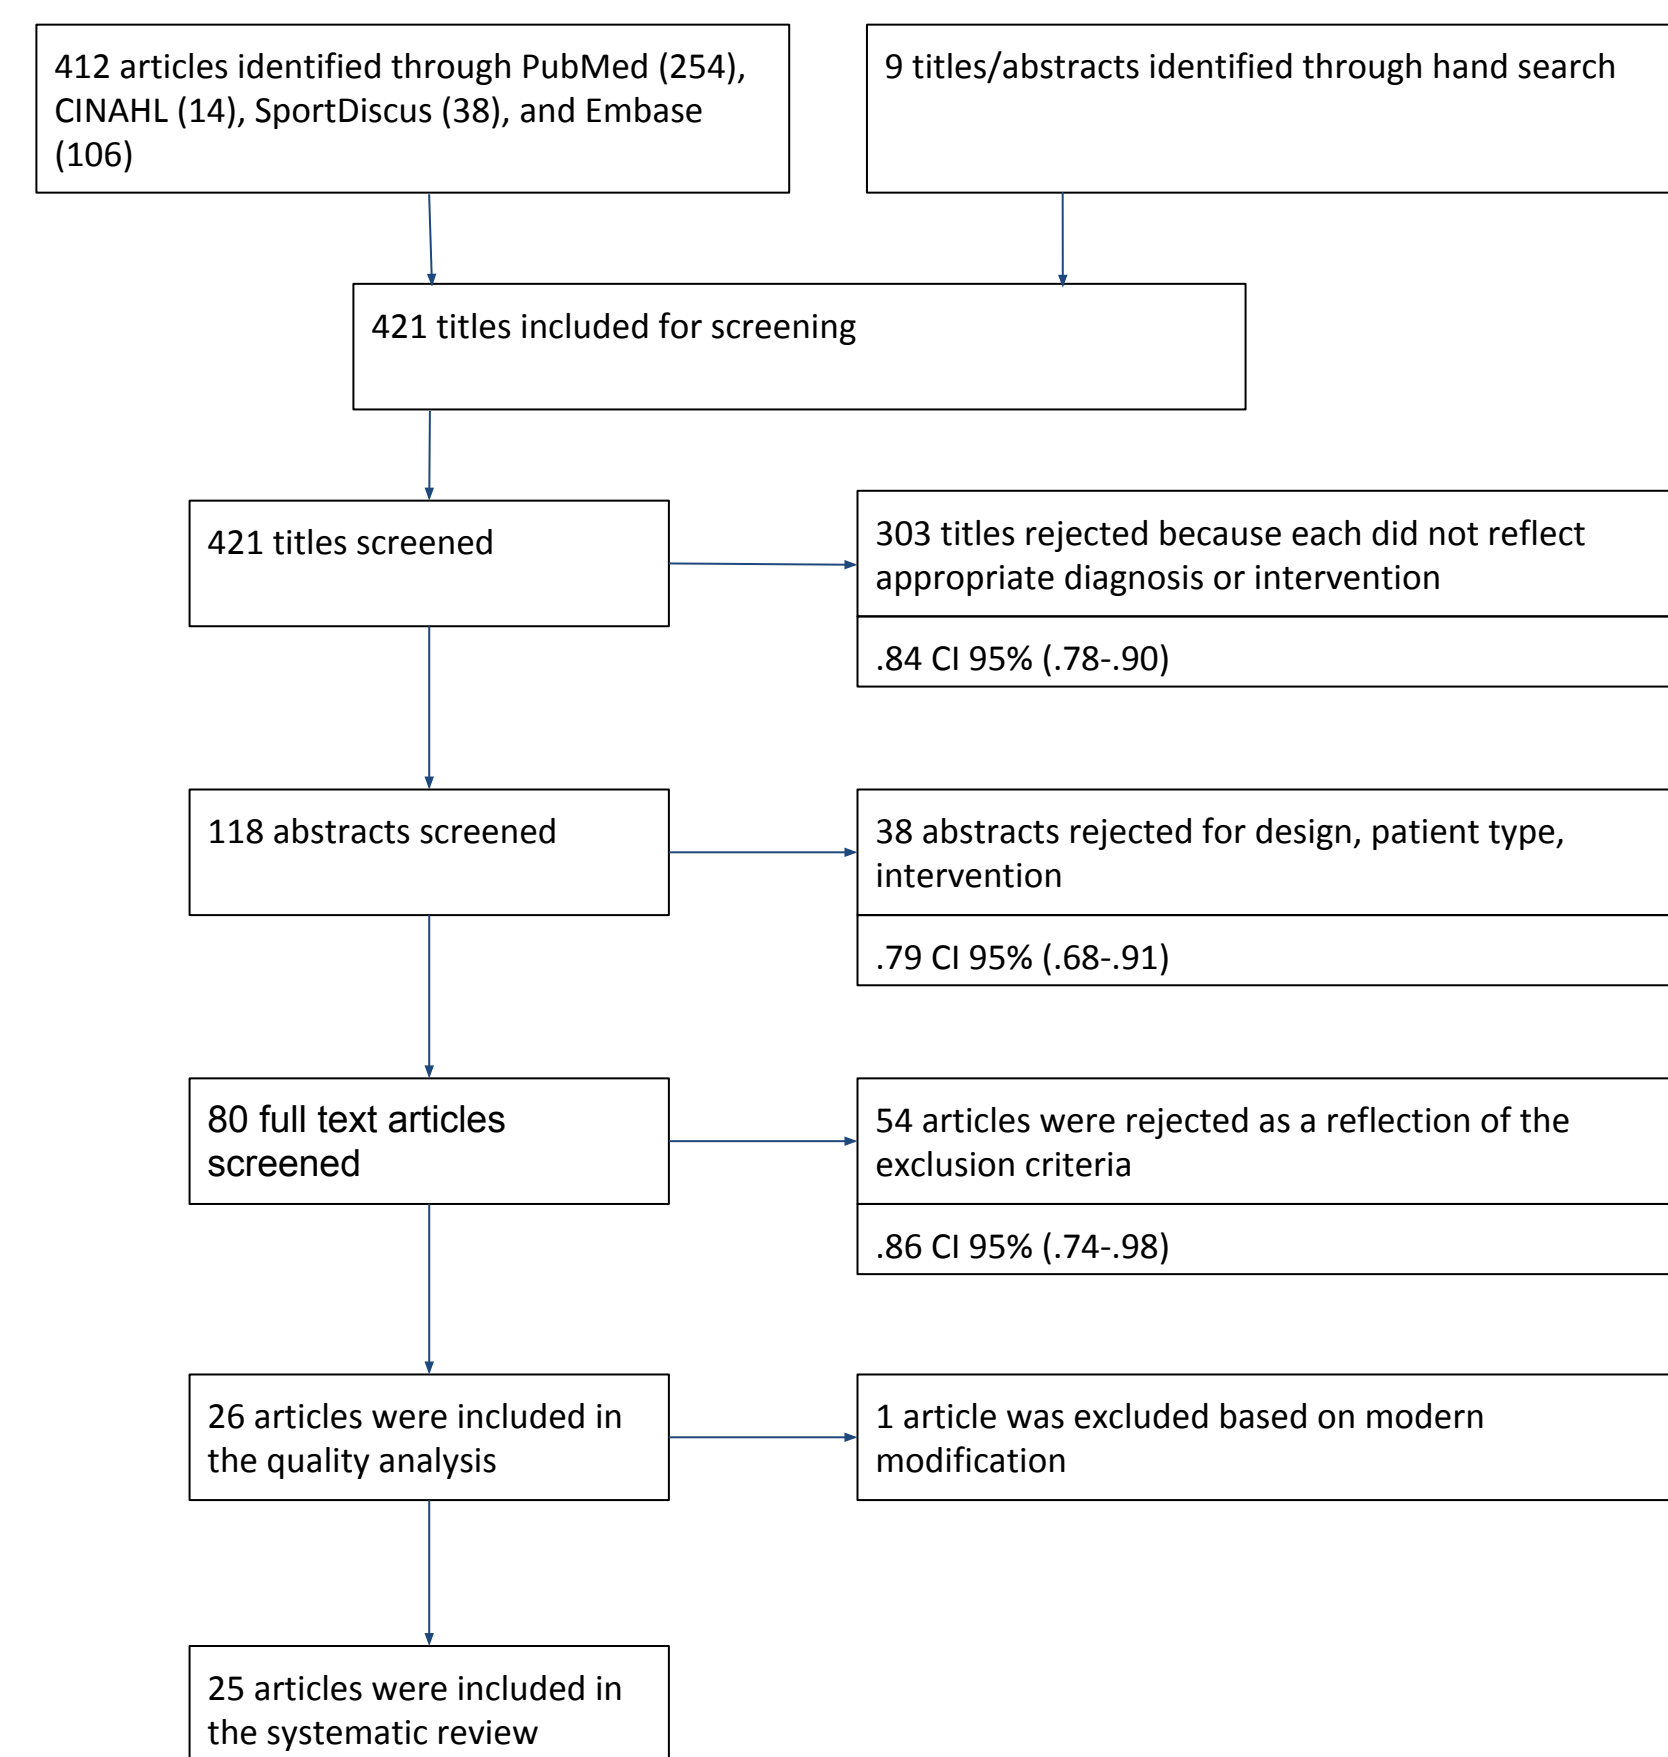 412 articles identified through PubMed (254),
CINAHL (14), SportDiscus (38), and Embase
(106)
9 titles/abstracts identified through hand search
421 titles included for screening
421 titles screened
303 titles rejected because each did not reflect
appropriate diagnosis or intervention
.84 CI 95% (.78-.90)
118 abstracts screened
38 abstracts rejected for design, patient type,
intervention
.79 CI 95% (.68-.91)
80 full text articles
screened
54 articles were rejected as a reflection of the
exclusion criteria
.86 CI 95% (.74-.98)
26 articles were included in
the quality analysis
1 article was excluded based on modern
modification
25 articles were included in
the systematic review